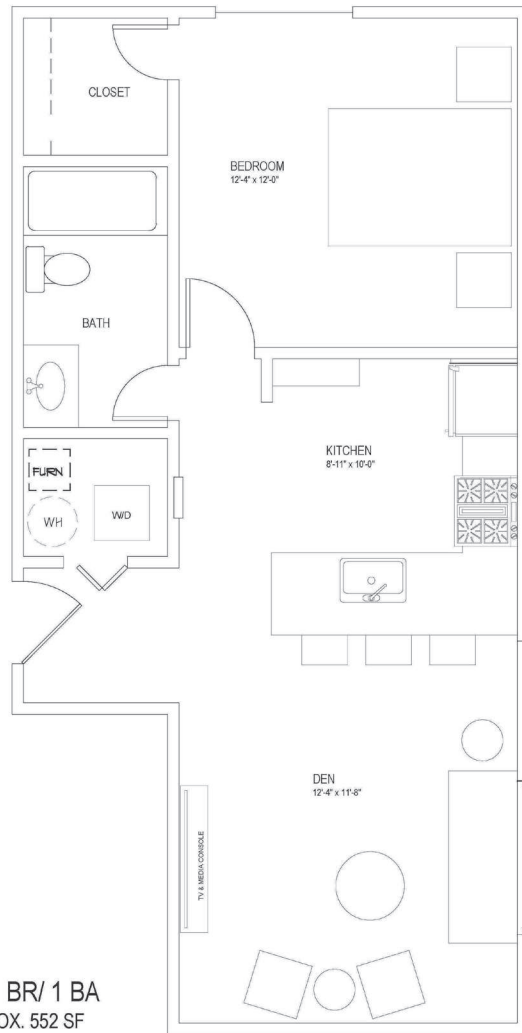 CLOSET
BEDROOM
12'-4" x 12'-0"
BATH
KITCHEN
8'-11" x 10'-0"
FURN
WH
W/D
DEN
12'-4" x 11'-8"
TV & MEDIA CONSOLE
BR/ 1 BA
OX. 552 SF